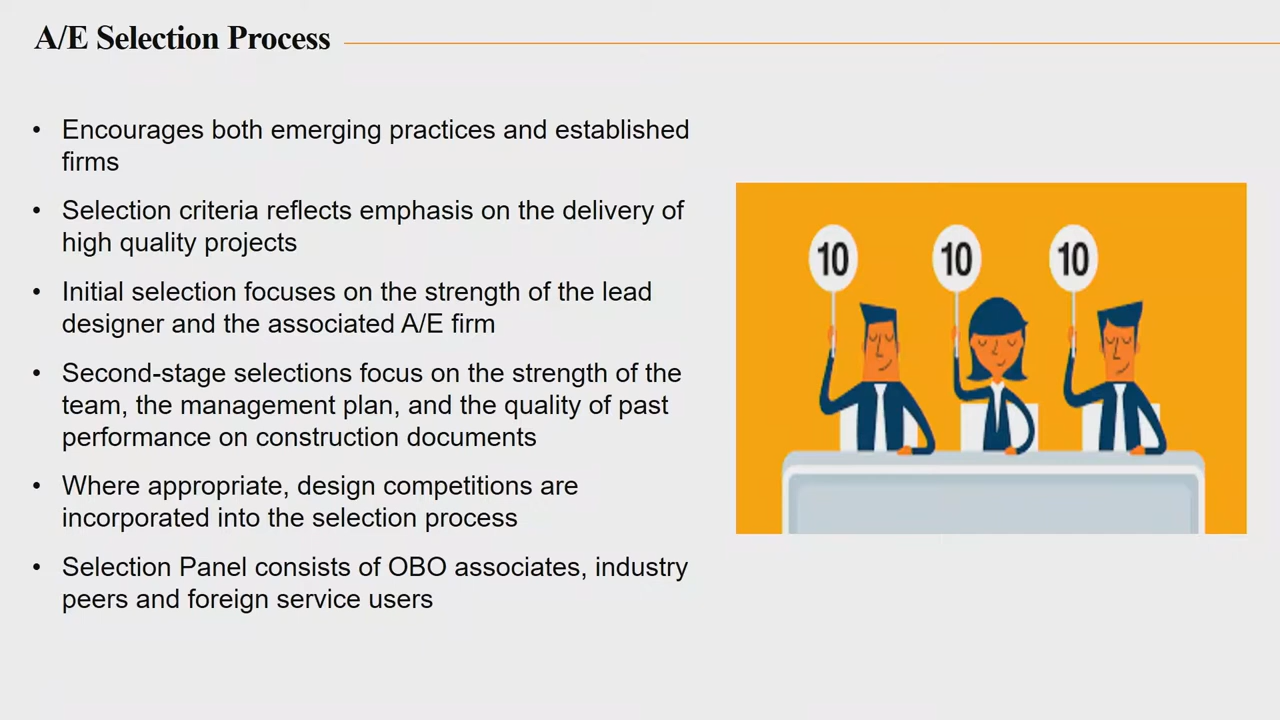 A/E Selection Process
• Encourages both emerging practices and established
firms
• Selection criteria reflects emphasis on the delivery of
high quality projects
• Initial selection focuses on the strength of the lead
designer and the associated A/E firm
• Second-stage selections focus on the strength of the
team, the management plan, and the quality of past
performance on construction documents
• Where appropriate, design competitions are
incorporated into the selection process
• Selection Panel consists of OBO associates, industry
peers and foreign service users
10 10 10